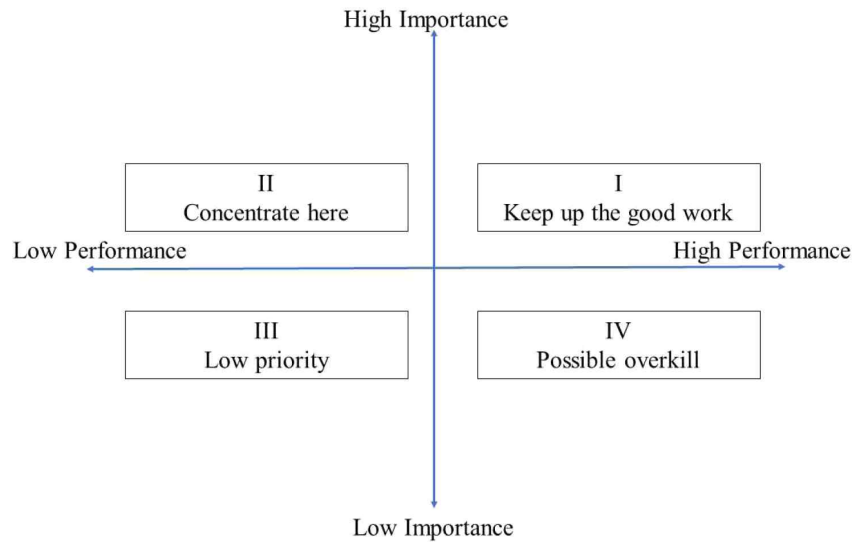 High Importance
II
Concentrate here
I
Keep up the good work
Low Performance
High Performance
III
Low priority
IV
Possible overkill
Low Importance